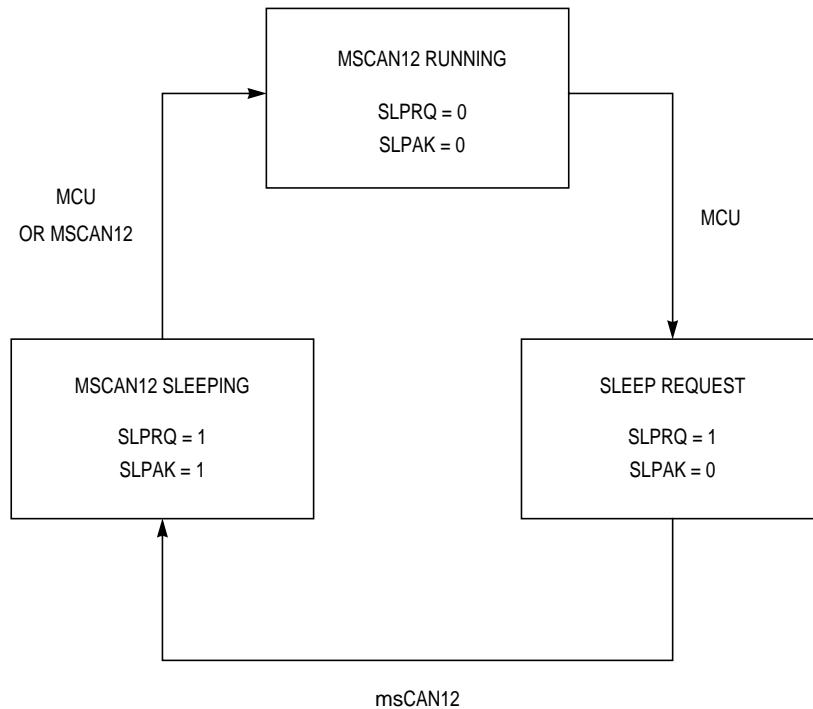 MSCAN12 RUNNING
SLPRQ = 0
SLPAK = 0
MCU
OR MSCAN12
MCU
MSCAN12 SLEEPING
SLPRQ = 1
SLPAK = 1
SLEEP REQUEST
SLPRQ = 1
SLPAK = 0
msCAN12